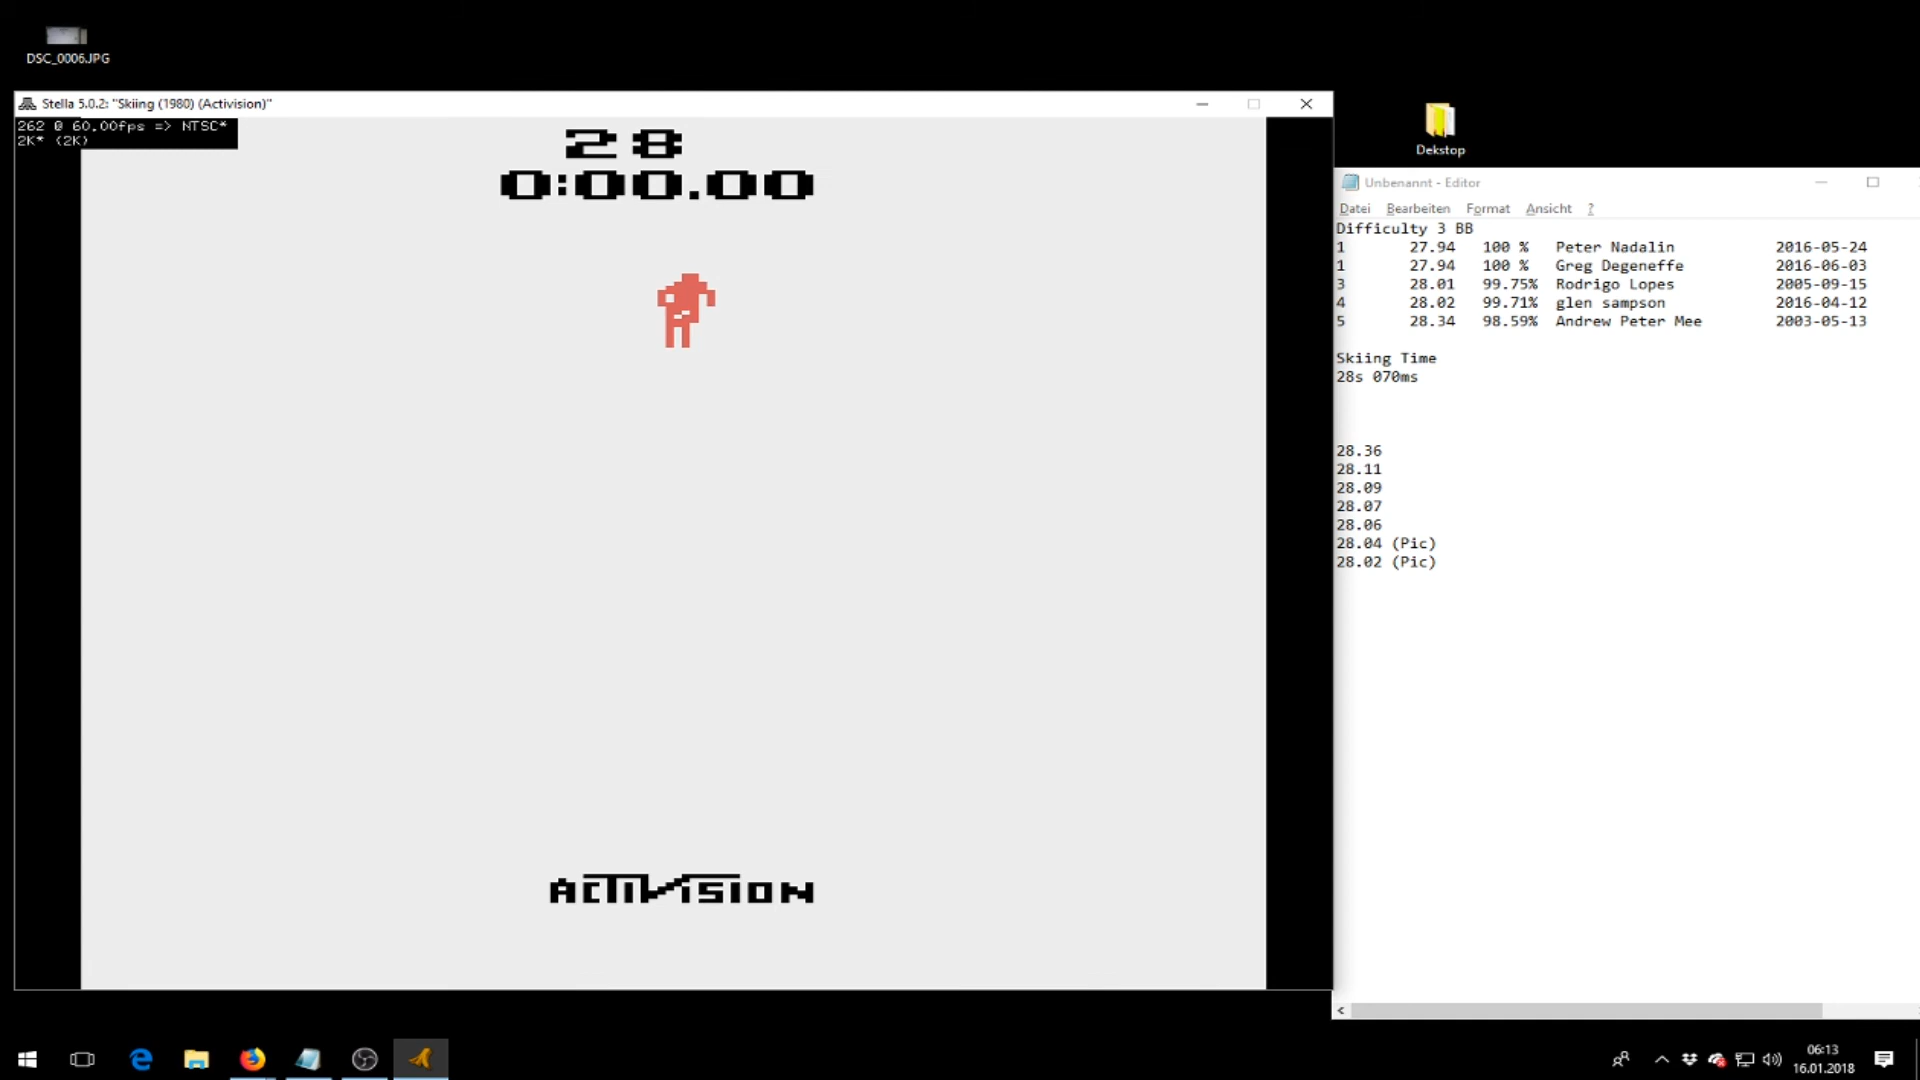 DSC_0006.JPG
Stella 5.0.2: "Skiing (1980) (Activision)"
262 @ 60.00fps => NTSC*
2K* (2K)
28
0:00.00
ACTIVISION
Dekstop
Unbenannt - Editor
Datei Bearbeiten Format Ansicht ?
Difficulty 3 BB
1 27.94 100 % Peter Nadalin 2016-05-24
1 27.94 100 % Greg Degeneffe 2016-06-03
3 28.01 99.75% Rodrigo Lopes 2005-09-15
4 28.02 99.71% glen sampson 2016-04-12
5 28.34 98.59% Andrew Peter Mee 2003-05-13
Skiing Time
28s 070ms
28.36
28.11
28.09
28.07
28.06
28.04 (Pic)
28.02 (Pic)
06:13
16.01.2018